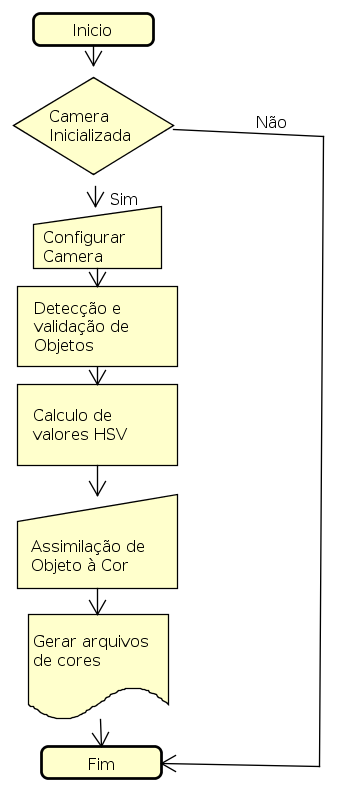 Inicio
Camera
Inicializada
Não
Sim
Configurar
Camera
Detecção e
validação de
Objetos
Calculo de
valores HSV
Assimilação de
Objeto à Cor
Gerar arquivos
de cores
Fim